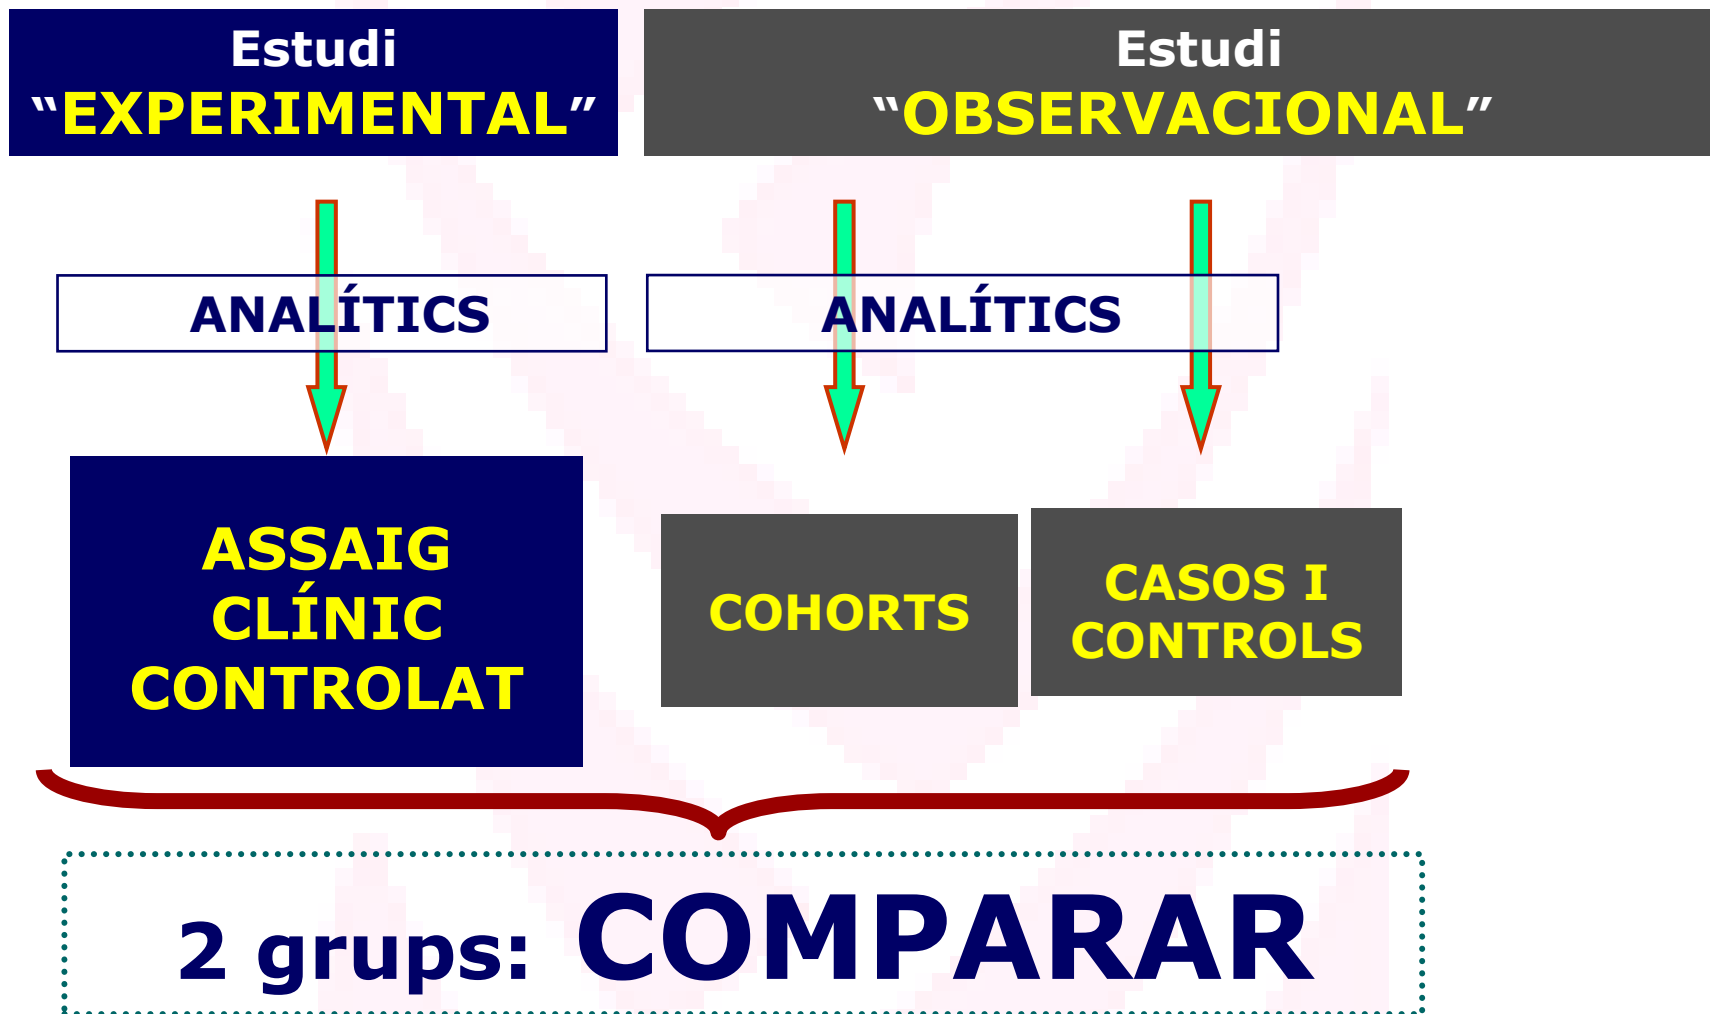 Estudi
“EXPERIMENTAL”
Estudi
“OBSERVACIONAL”
ANALÍTICS
ANALÍTICS
ASSAIG
CLÍNIC
CONTROLAT
COHORTS
CASOS I
CONTROLS
2 grups: COMPARAR